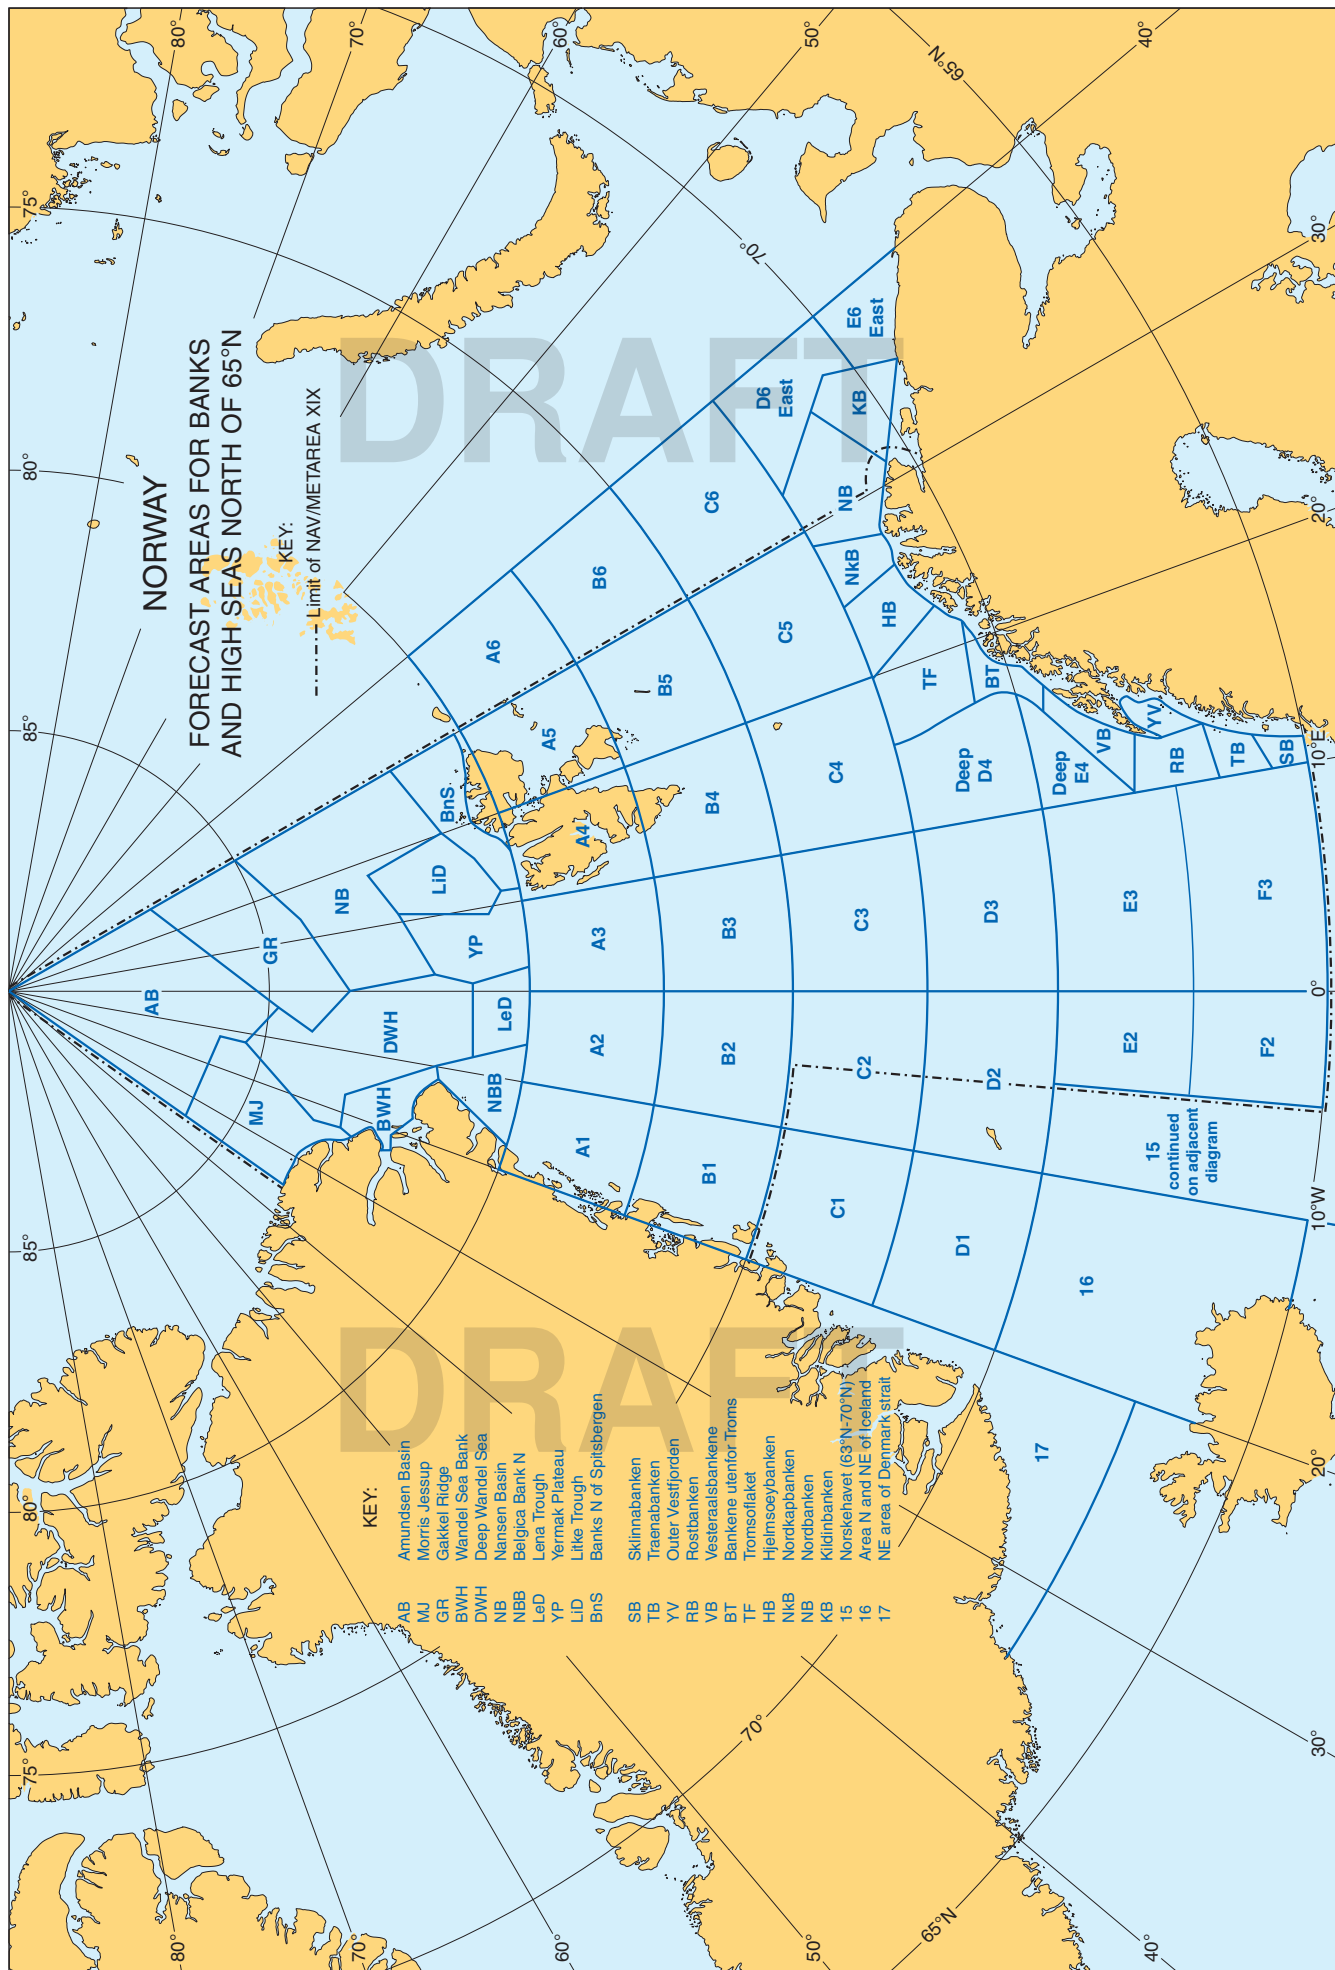 NORWAY
FORECAST AREAS FOR BANKS
AND HIGH SEAS NORTH OF 65°N
KEY:
Limit of NAV/METAREA XIX
DRAFT
DRAFT
KEY:
AB Amundsen Basin
MJ Morris Jessup
GR Gakkel Ridge
BWH Wandel Sea Bank
DWH Deep Wandel Sea
NB Nansen Basin
NBB Belgica Bank N
LeD Lena Trough
YP Yermak Plateau
LiD Litke Trough
BnS Banks N of Spitsbergen
SB Sklinnabanken
TB Traenabanken
YV Outer Vestfjorden
RB Rostbanken
VB Vesteraalsbankene
BT Bankene utenfor Troms
TF Tromsoflaket
HB Hjelmsoeybanken
NkB Nordkapbanken
NB Nordbanken
KB Kildinbanken
15 Norskehavet (63°N-70°N)
16 Area N and NE of Iceland
17 NE area of Denmark strait
AB
MJ
GR
NB
DWH
BWH
NBB
LeD
YP
LiD
BnS
A1
A2
A3
A4
A5
A6
B1
B2
B3
B4
B5
B6
C1
C2
C3
C4
C5
C6
D1
D2
D3
Deep
D4
D6
East
E2
E3
Deep
E4
E6
East
F2
F3
TF
BT
HB
NkB
NB
KB
VB
YV
RB
TB
SB
15
continued
on adjacent
diagram
16
17
75°
80°
85°
85°
80°
75°
80°
70°
60°
50°
40°
30°
20°
10°E
0°
10°W
20°
30°
40°
50°
60°
70°
80°
65°N
70°
70°
65°N